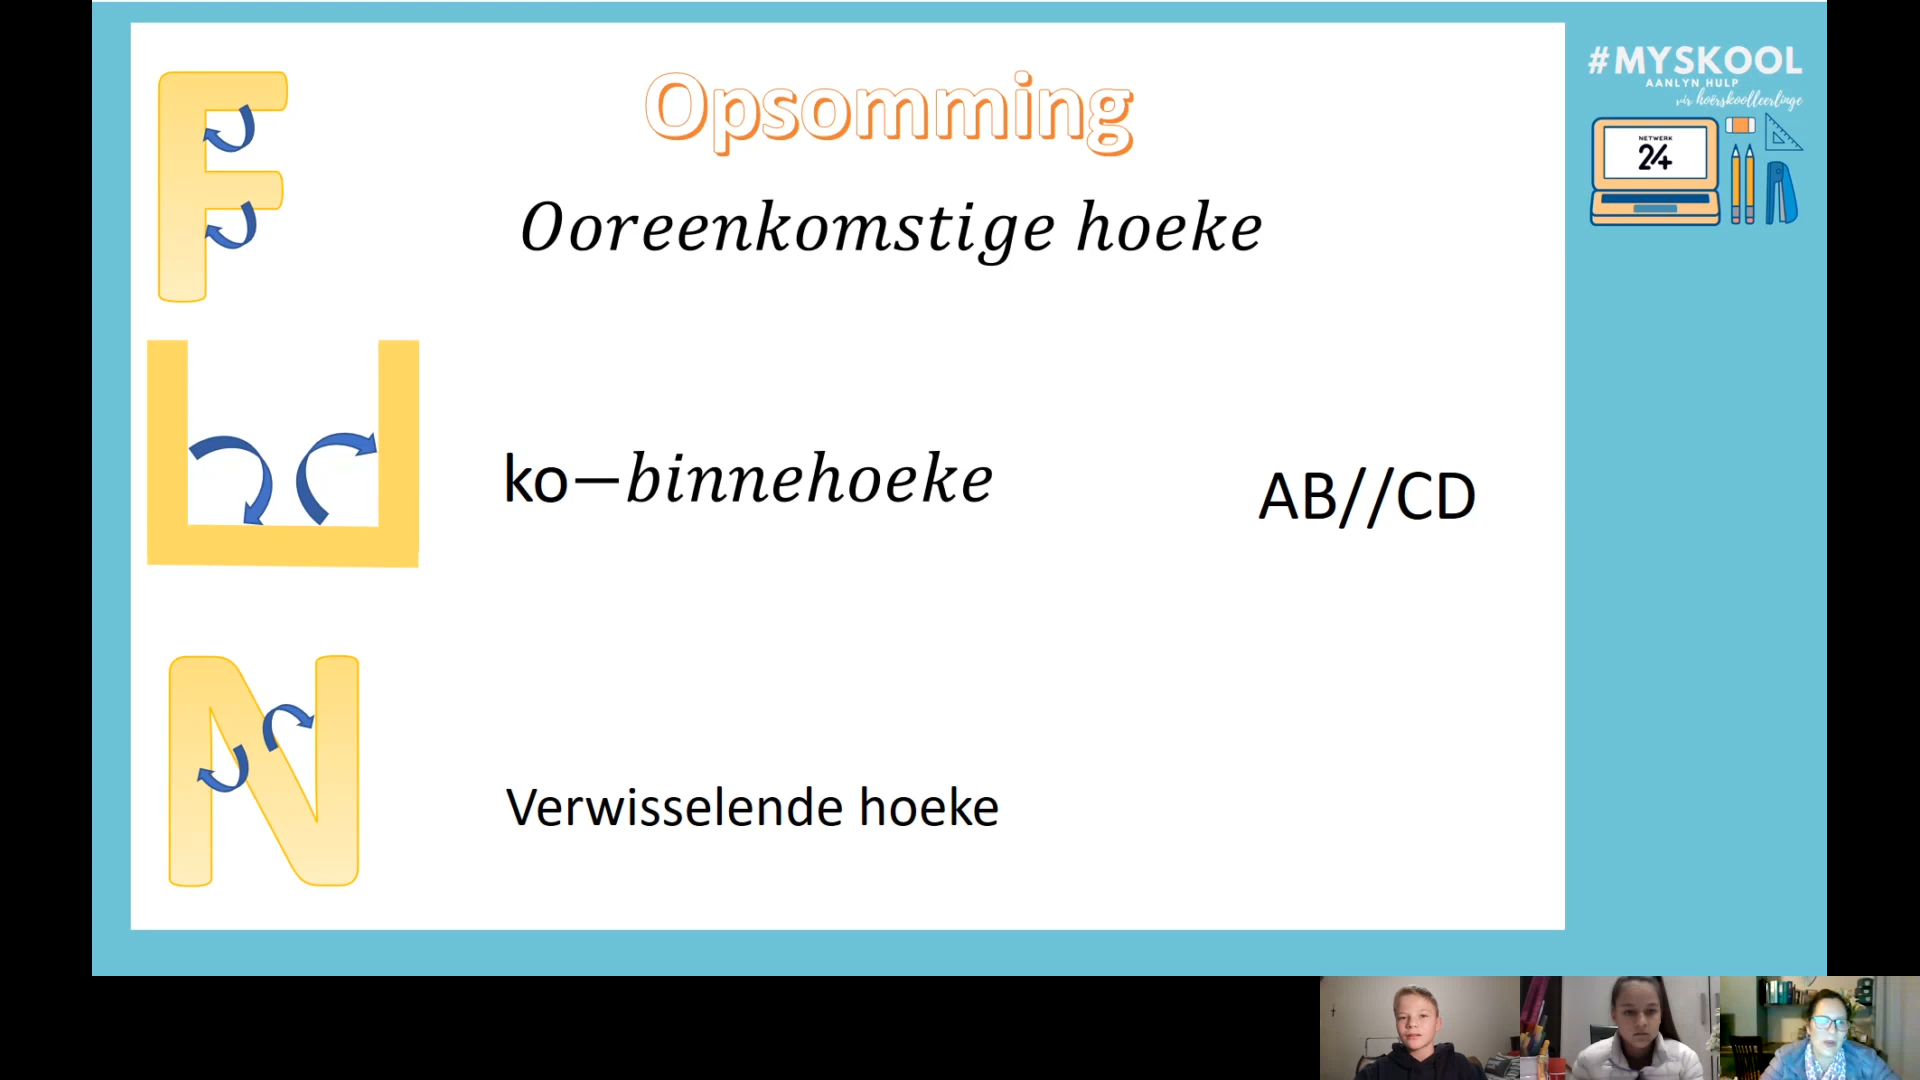 Opsomming
Ooreenkomstige hoeke
ko−binnehoeke
AB//CD
Verwisselende hoeke
#MYSKOOL
AANLYN HULP
vir hoërskoolleerlinge
NETWERK
24
F
N